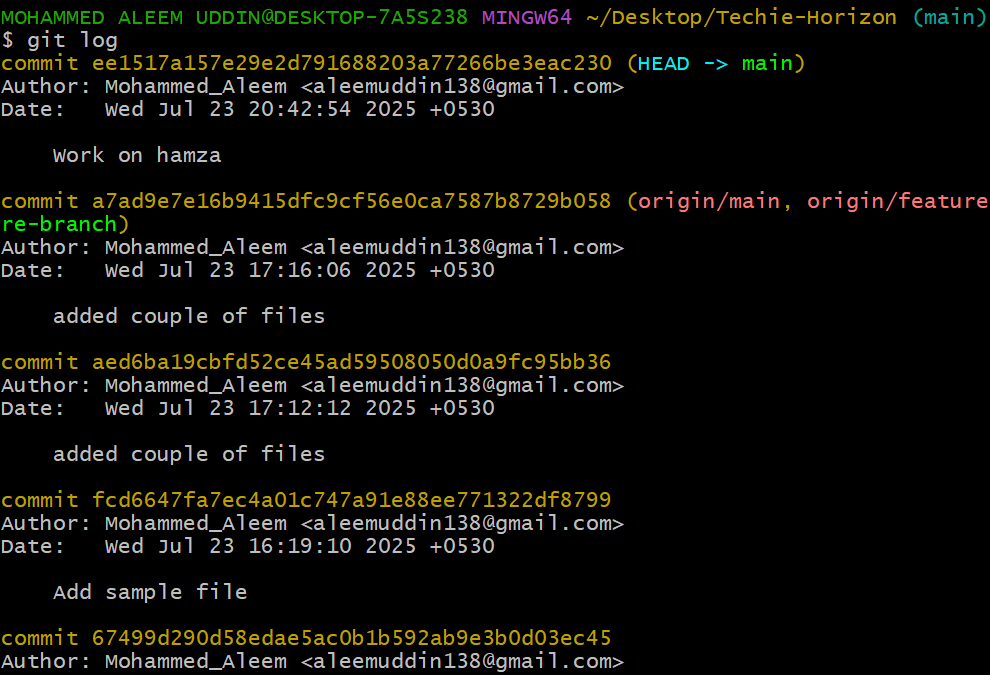 MOHAMMED ALEEM UDDIN@DESKTOP-7A5S238 MINGW64 ~/Desktop/Techie-Horizon (main)
$ git log
commit ee1517a157e29e2d791688203a77266be3eac230 (HEAD -> main)
Author: Mohammed_Aleem <aleemuddin138@gmail.com>
Date:   Wed Jul 23 20:42:54 2025 +0530

    Work on hamza

commit a7ad9e7e16b9415dfc9cf56e0ca7587b8729b058 (origin/main, origin/feature
re-branch)
Author: Mohammed_Aleem <aleemuddin138@gmail.com>
Date:   Wed Jul 23 17:16:06 2025 +0530

    added couple of files

commit aed6ba19cbfd52ce45ad59508050d0a9fc95bb36
Author: Mohammed_Aleem <aleemuddin138@gmail.com>
Date:   Wed Jul 23 17:12:12 2025 +0530

    added couple of files

commit fcd6647fa7ec4a01c747a91e88ee771322df8799
Author: Mohammed_Aleem <aleemuddin138@gmail.com>
Date:   Wed Jul 23 16:19:10 2025 +0530

    Add sample file

commit 67499d290d58edae5ac0b1b592ab9e3b0d03ec45
Author: Mohammed_Aleem <aleemuddin138@gmail.com>